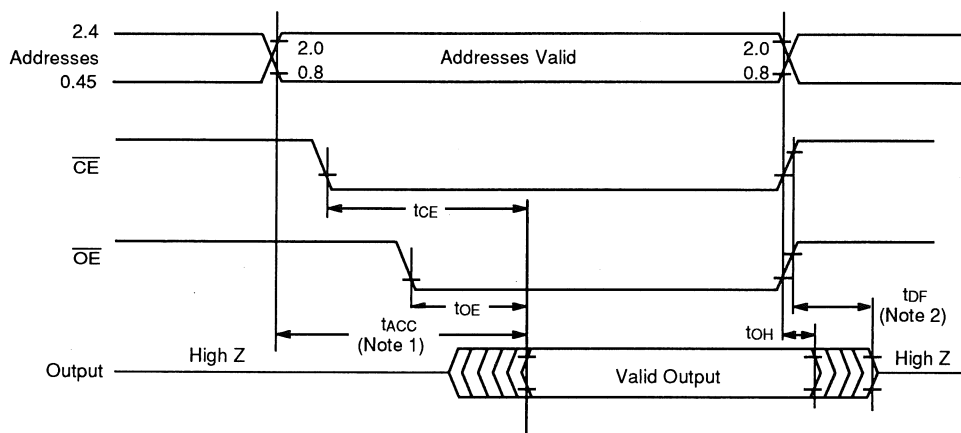 2.4
Addresses
0.45
2.0
0.8
Addresses Valid
2.0
0.8
CE
tCE
OE
tOE
tDF
(Note 2)
tACC
(Note 1)
tOH
Output
High Z
Valid Output
High Z